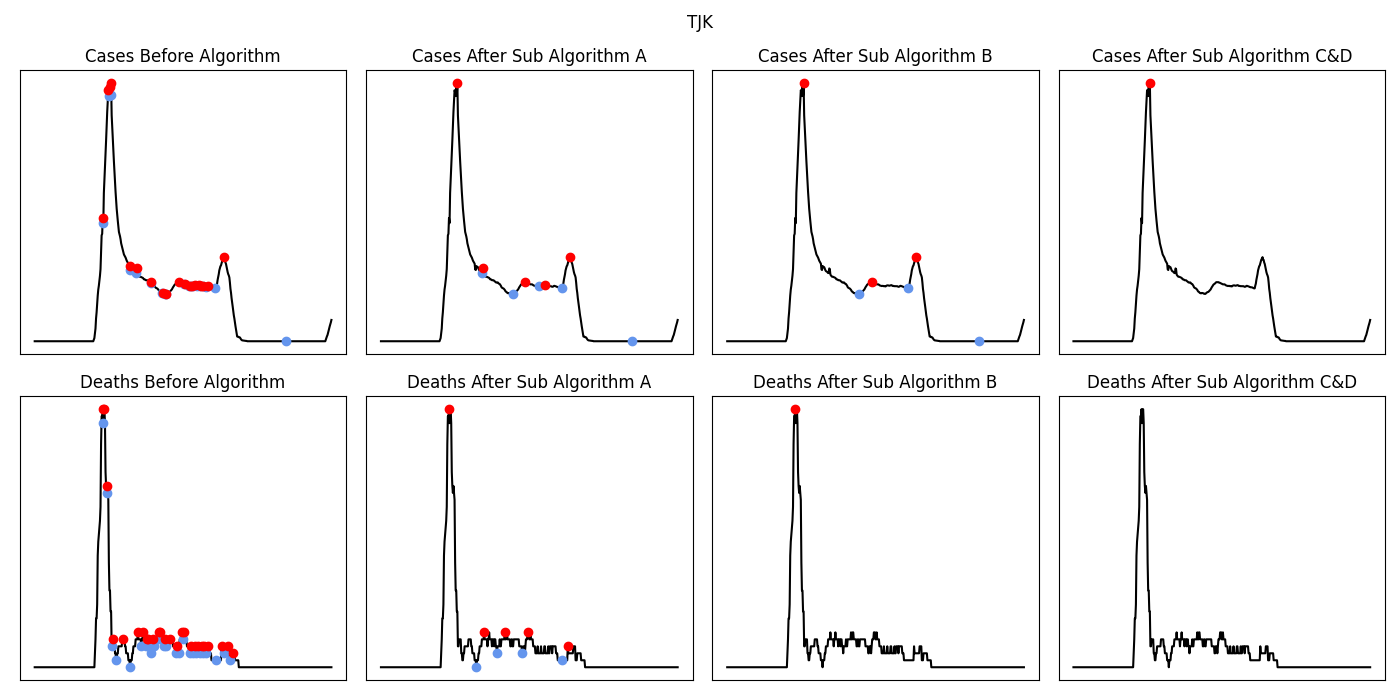 TJK
Cases Before Algorithm
Cases After Sub Algorithm A
Cases After Sub Algorithm B
Cases After Sub Algorithm C&D
Deaths Before Algorithm
Deaths After Sub Algorithm A
Deaths After Sub Algorithm B
Deaths After Sub Algorithm C&D